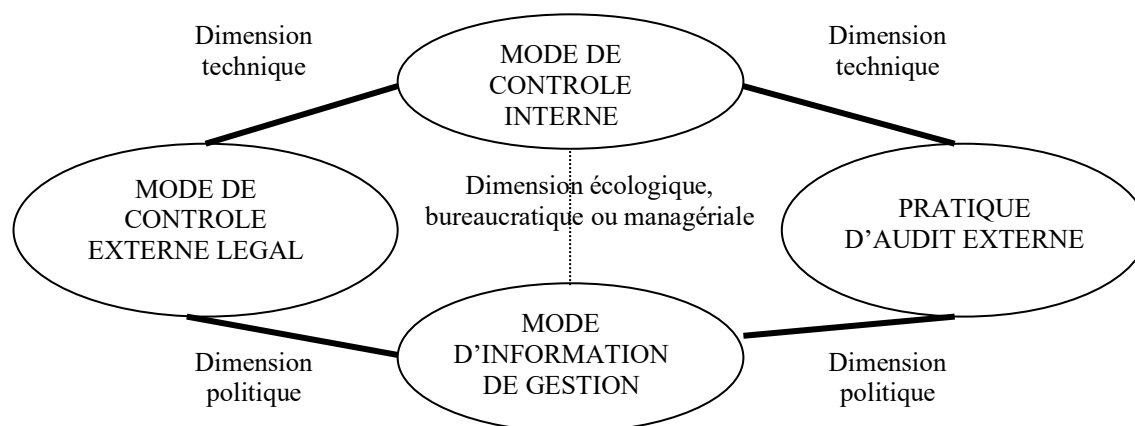 Dimension
technique
MODE DE
CONTROLE
INTERNE
Dimension
technique
MODE DE
CONTROLE
EXTERNE LEGAL
Dimension écologique,
bureaucratique ou managériale
PRATIQUE
D’AUDIT EXTERNE
Dimension
politique
MODE
D’INFORMATION
DE GESTION
Dimension
politique